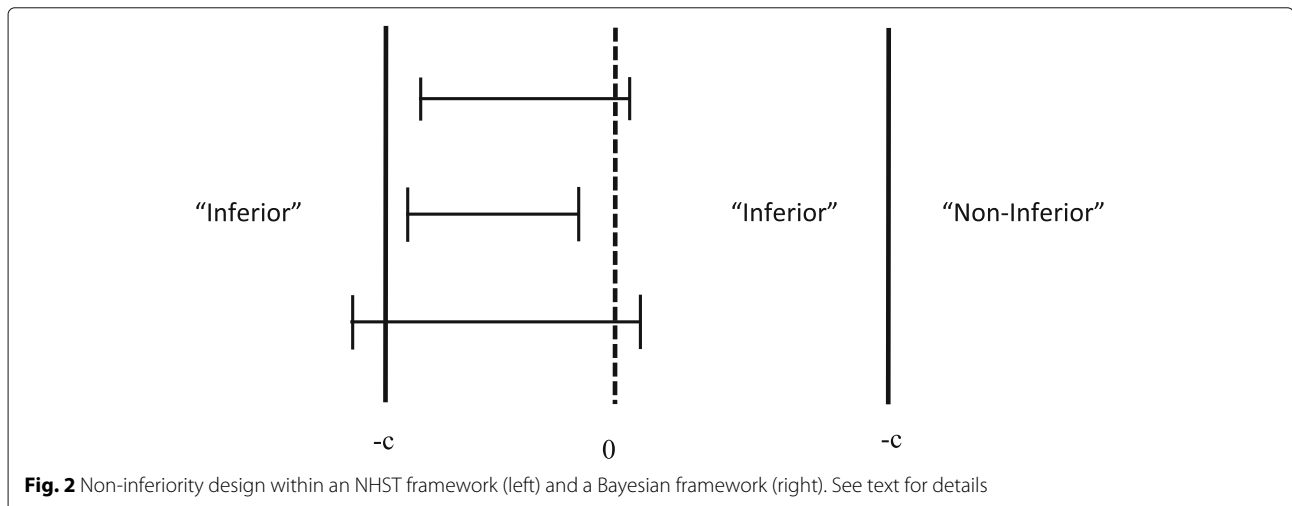 “Inferior” “Inferior” “Non-Inferior”
-c 0 -c
Fig. 2 Non-inferiority design within an NHST framework (left) and a Bayesian framework (right). See text for details